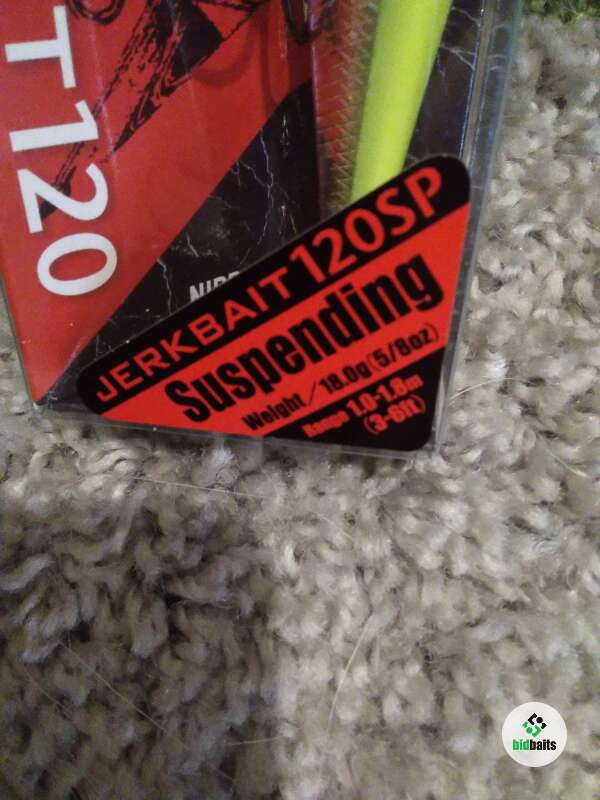 T120
JERKBAIT 120SP
Suspending
Weight/18.0g(5/8oz)
Range 1.0-1.8m
(3-6ft)
bidbaits